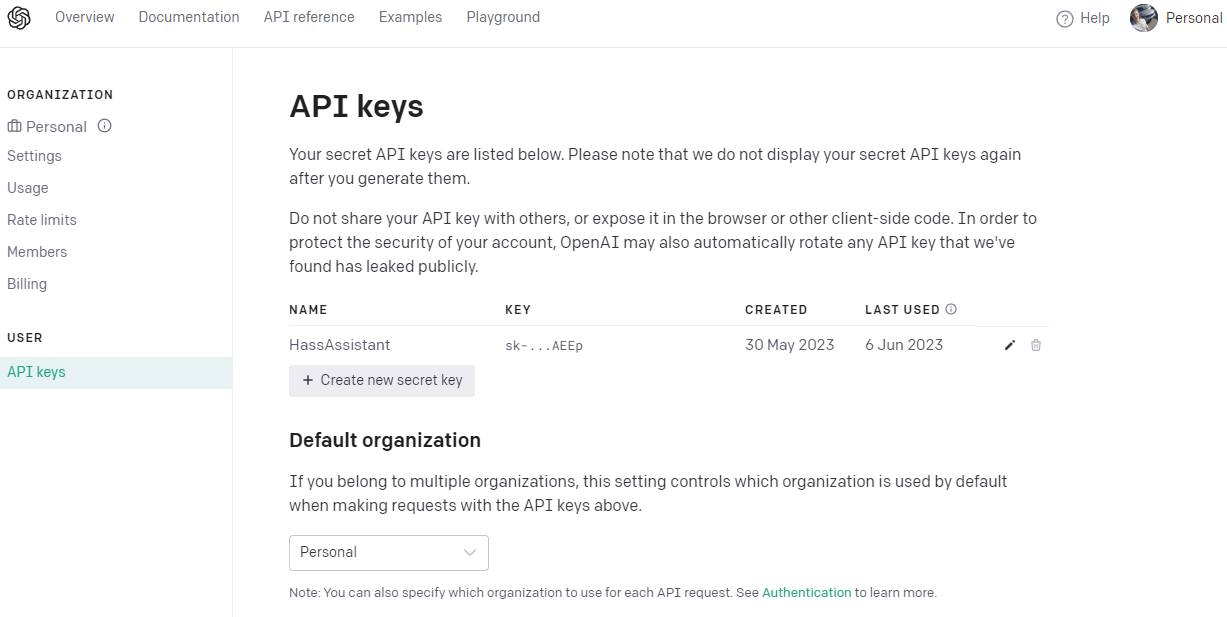 Overview Documentation API reference Examples Playground Help Personal
ORGANIZATION
Personal
Settings
Usage
Rate limits
Members
Billing
USER
API keys
API keys
Your secret API keys are listed below. Please note that we do not display your secret API keys again
after you generate them.
Do not share your API key with others, or expose it in the browser or other client-side code. In order to
protect the security of your account, OpenAI may also automatically rotate any API key that we've
found has leaked publicly.
NAME KEY CREATED LAST USED
HassAssistant sk-...AEEp 30 May 2023 6 Jun 2023
+ Create new secret key
Default organization
If you belong to multiple organizations, this setting controls which organization is used by default
when making requests with the API keys above.
Personal
Note: You can also specify which organization to use for each API request. See Authentication to learn more.